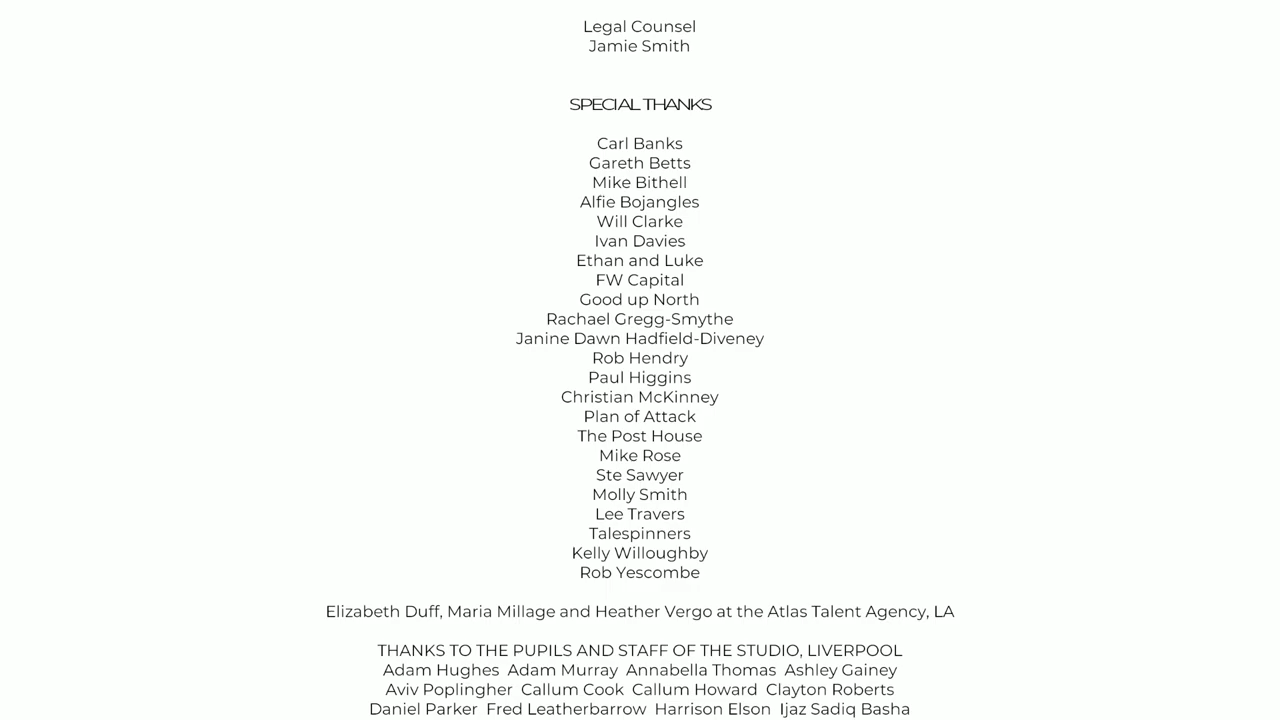 Legal Counsel
Jamie Smith
SPECIAL THANKS
Carl Banks
Gareth Betts
Mike Bithell
Alfie Bojangles
Will Clarke
Ivan Davies
Ethan and Luke
FW Capital
Good up North
Rachael Gregg-Smythe
Janine Dawn Hadfield-Diveney
Rob Hendry
Paul Higgins
Christian McKinney
Plan of Attack
The Post House
Mike Rose
Ste Sawyer
Molly Smith
Lee Travers
Talespinners
Kelly Willoughby
Rob Yescombe
Elizabeth Duff, Maria Millage and Heather Vergo at the Atlas Talent Agency, LA
THANKS TO THE PUPILS AND STAFF OF THE STUDIO, LIVERPOOL
Adam Hughes  Adam Murray  Annabella Thomas  Ashley Gainey
Aviv Poplingher  Callum Cook  Callum Howard  Clayton Roberts
Daniel Parker  Fred Leatherbarrow  Harrison Elson  Ijaz Sadiq Basha